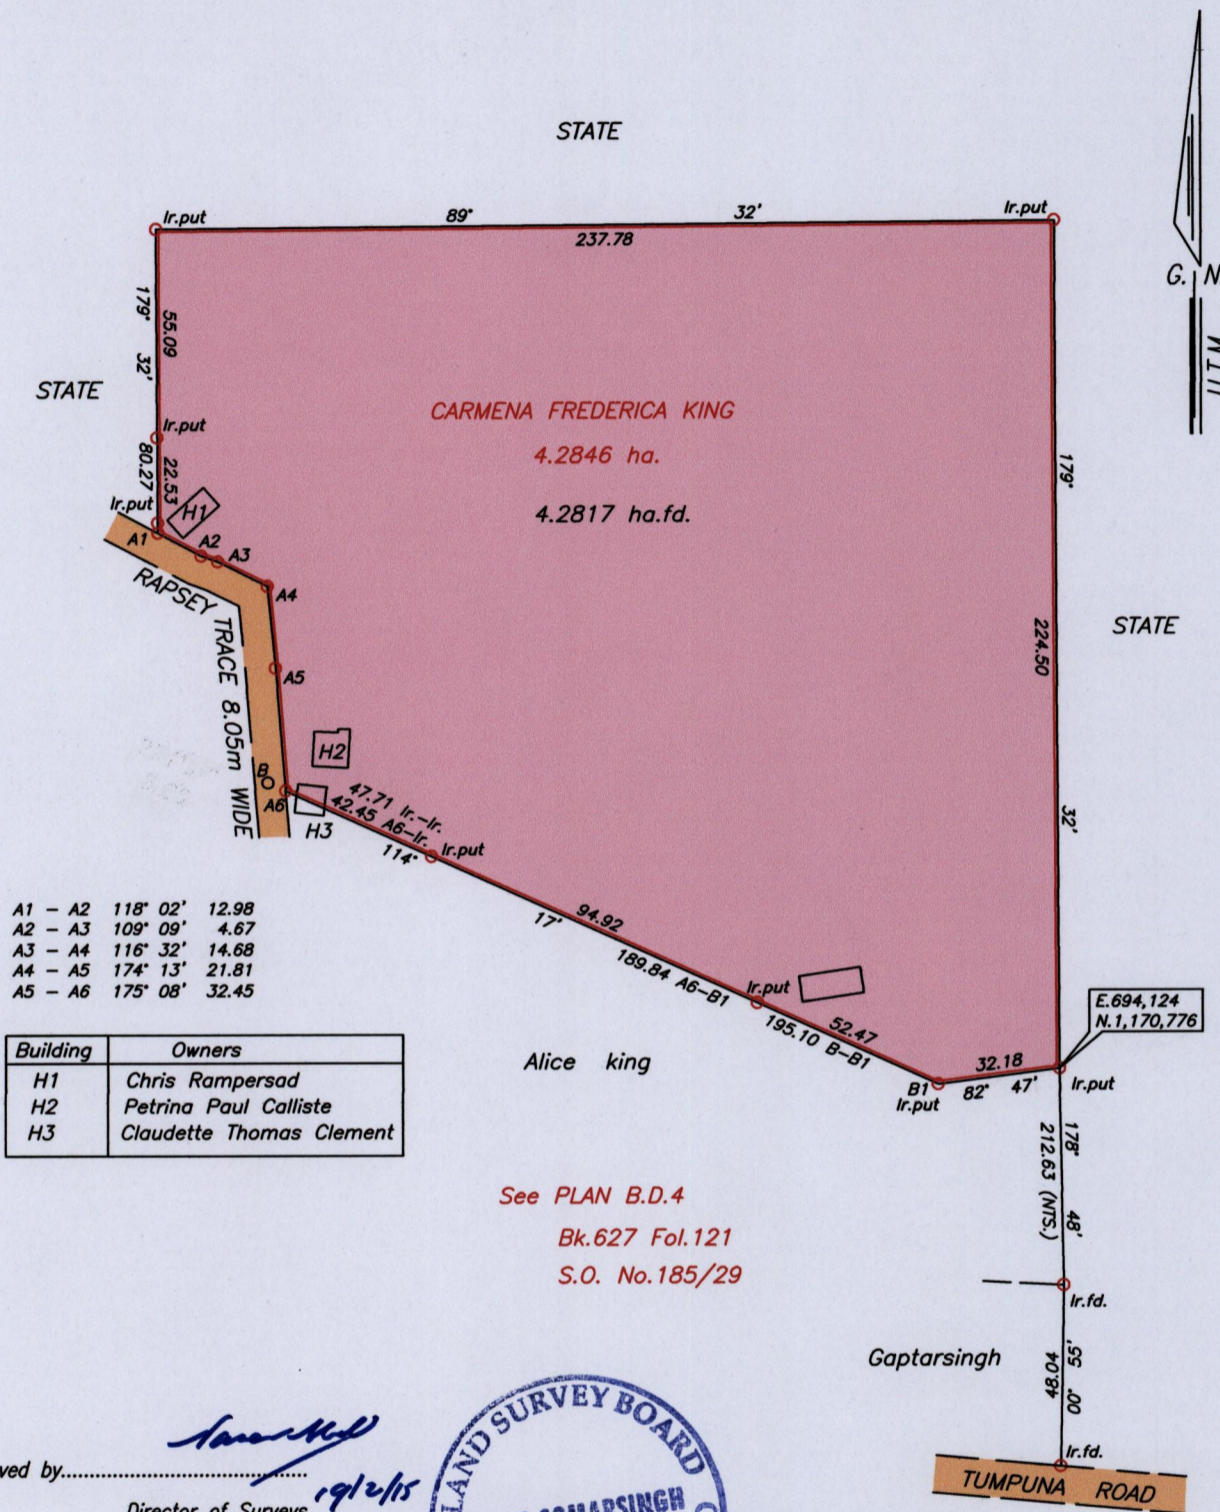 STATE
Ir.put
89° 32'
Ir.put
237.78
G. N
179° 32'
55.09
STATE
CARMENA FREDERICA KING
4.2846 ha.
4.2817 ha.fd.
Ir.put
80.27
22.53
Ir.put
H1
A1
A2
A3
A4
A5
RAPSEY TRACE 8.05m WIDE
179° 32'
224.50
STATE
H2
B
A6
H3
47.71 Ir.-Ir.
42.45 A6-Ir.
114° 17'
Ir.put
94.92
189.84 A6-B1
Ir.put
52.47
195.10 B-B1
E.694,124
N.1,170,776
32.18
82° 47'
B1
Ir.put
Ir.put
A1 - A2 118° 02' 12.98
A2 - A3 109° 09' 4.67
A3 - A4 116° 32' 14.68
A4 - A5 174° 13' 21.81
A5 - A6 175° 08' 32.45
Building Owners
H1 Chris Rampersad
H2 Petrina Paul Calliste
H3 Claudette Thomas Clement
Alice king
178° 48'
212.63 (NTS.)
See PLAN B.D.4
Bk.627 Fol.121
S.O. No.185/29
Ir.fd.
Gaptarsingh
00 55'
48.04
Ir.fd.
TUMPUNA ROAD
ved by
Director of Surveys
19/2/15
LAND SURVEY BOARD